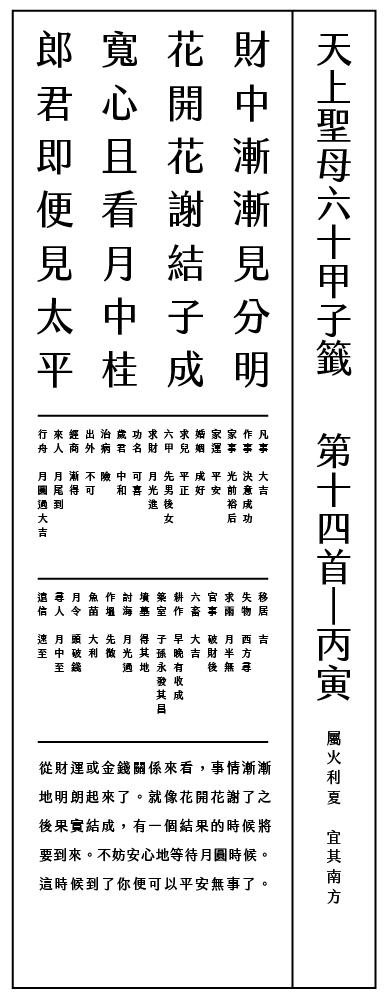 天上聖母六十甲子籤 第十四首｜丙寅
屬火利夏 宜其南方
財中漸漸見分明
花開花謝結子成
寬心且看月中桂
郎君即便見太平
凡事 大吉
作事 決意成功
家事 光前裕后
家運 平安
婚姻 成好
求兒 平正
六甲 先男後女
求財 月光進
功名 可喜
歲君 中和
治病 險
出外 不可
經商 漸得
來人 月尾到
行舟 月圓過大吉
移居 吉
失物 西方尋
求雨 月半無
官事 破財後
六畜 大吉
耕作 早晚有收成
築室 子孫永發其昌
墳墓 得其地
討海 月光過
作塭 先微
魚苗 大利
月令 頭破錢
尋人 月中至
遠信 速至
從財運或金錢關係來看，事情漸漸
地明朗起來了。就像花開花謝了之
後果實結成，有一個結果的時候將
要到來。不妨安心地等待月圓時候。
這時候到了你便可以平安無事了。